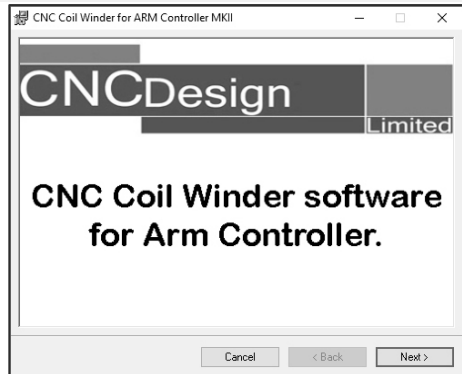 CNC Coil Winder for ARM Controller MKII
CNCDesign
Limited
CNC Coil Winder software
for Arm Controller.
Cancel
< Back
Next >